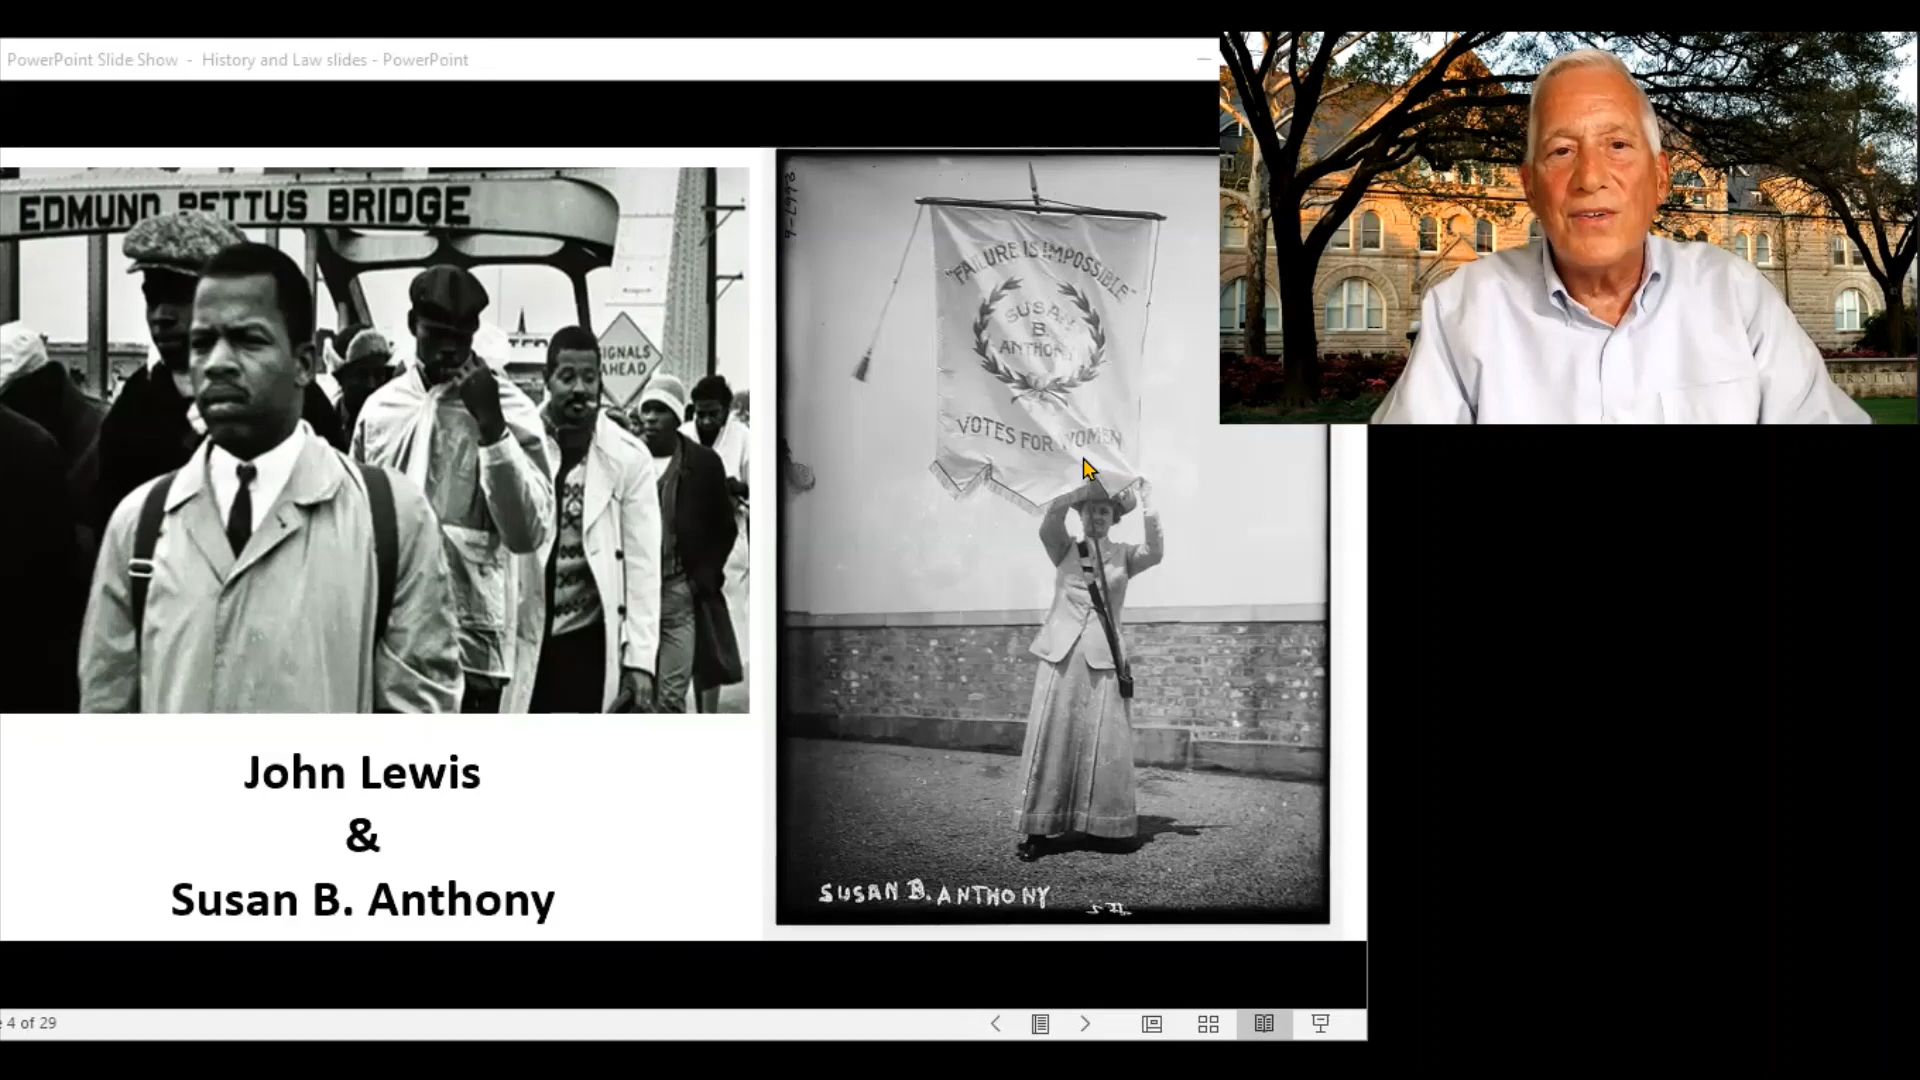 PowerPoint Slide Show - History and Law slides - PowerPoint
EDMUND PETTUS BRIDGE
SIGNALS
AHEAD
"FAILURE IS IMPOSSIBLE"
SUSAN
B.
ANTHONY
VOTES FOR WOMEN
SUSAN B. ANTHONY
John Lewis
&
Susan B. Anthony
4 of 29